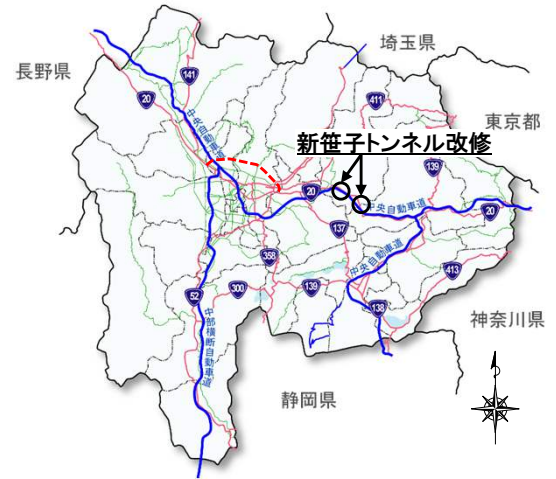 埼玉県
長野県
141
20
411
中央自動車道
東京都
新笹子トンネル改修
139
20
中央自動車道
20
137
358
中央自動車道
413
52
300
139
138
中部横断自動車道
神奈川県
静岡県